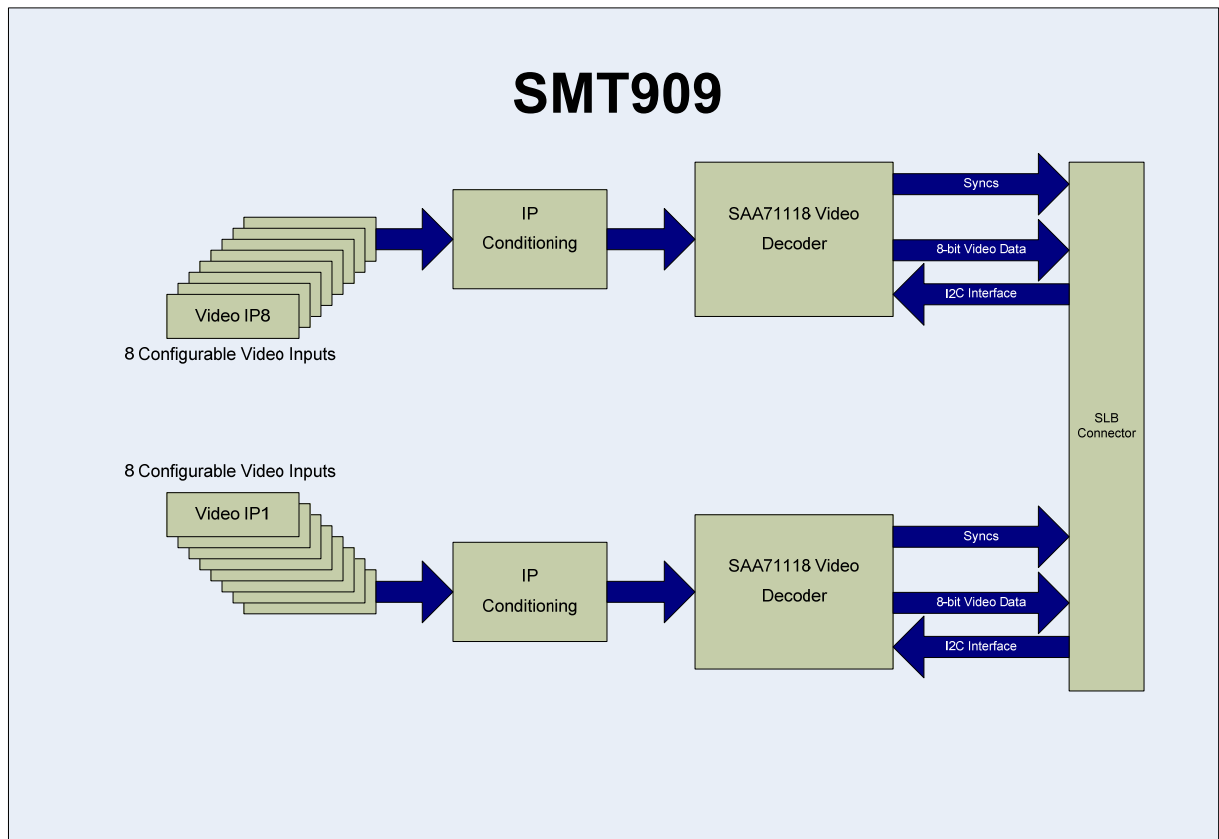 SMT909
IP
Conditioning
SAA71118 Video
Decoder
Syncs
8-bit Video Data
I2C Interface
Video IP8
8 Configurable Video Inputs
SLB
Connector
8 Configurable Video Inputs
Video IP1
IP
Conditioning
SAA71118 Video
Decoder
Syncs
8-bit Video Data
I2C Interface